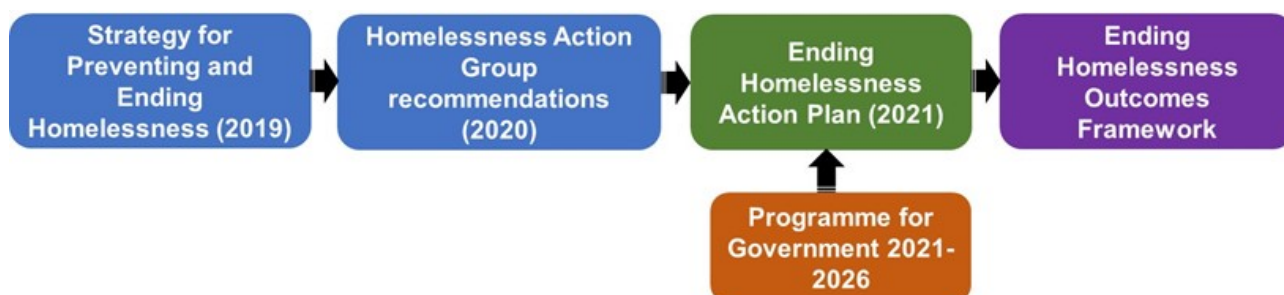 Strategy for
Preventing and
Ending
Homelessness (2019)
Homelessness Action
Group
recommendations
(2020)
Ending
Homelessness
Action Plan (2021)
Ending
Homelessness
Outcomes
Framework
Programme for
Government 2021-
2026